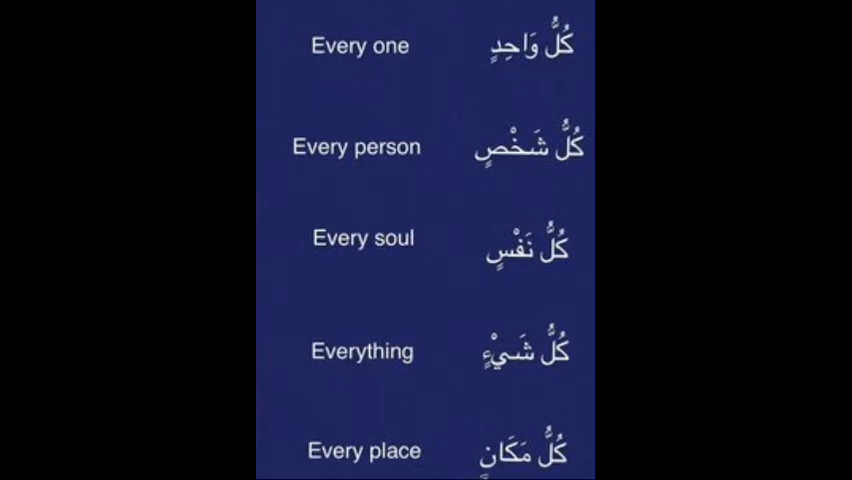 Every one كُلُّ وَاحِدٍ
Every person كُلُّ شَخْصٍ
Every soul كُلُّ نَفْسٍ
Everything كُلُّ شَيْءٍ
Every place كُلُّ مَكَانٍ